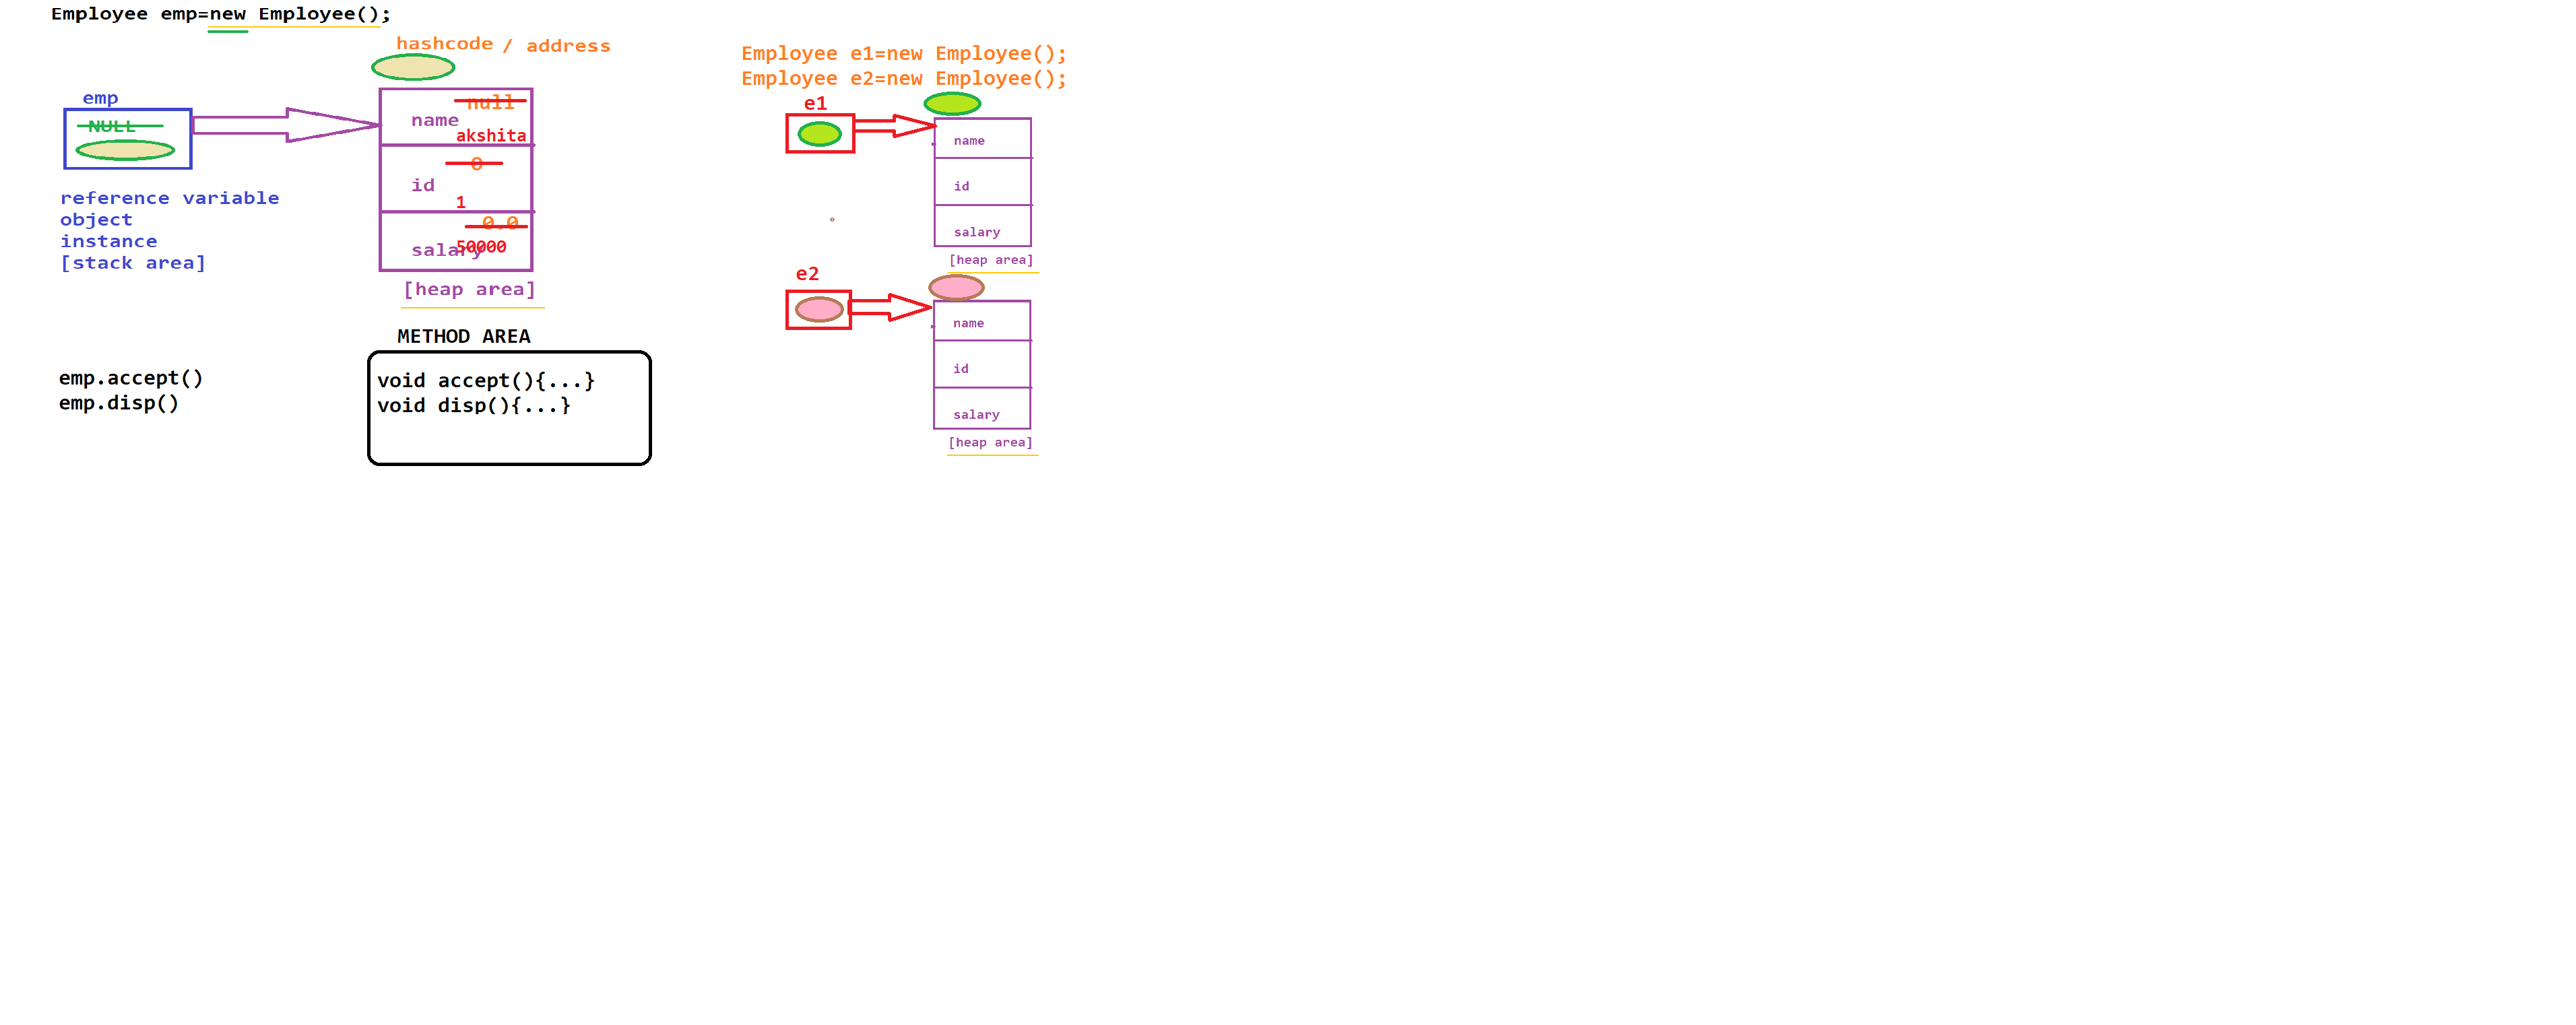 Employee emp=new Employee();
hashcode / address
emp
NULL
null
name
akshita
0
id
1
0.0
salary
50000
reference variable
object
instance
[stack area]
[heap area]
METHOD AREA
void accept(){...}
void disp(){...}
emp.accept()
emp.disp()
Employee e1=new Employee();
Employee e2=new Employee();
e1
name
id
salary
[heap area]
e2
name
id
salary
[heap area]